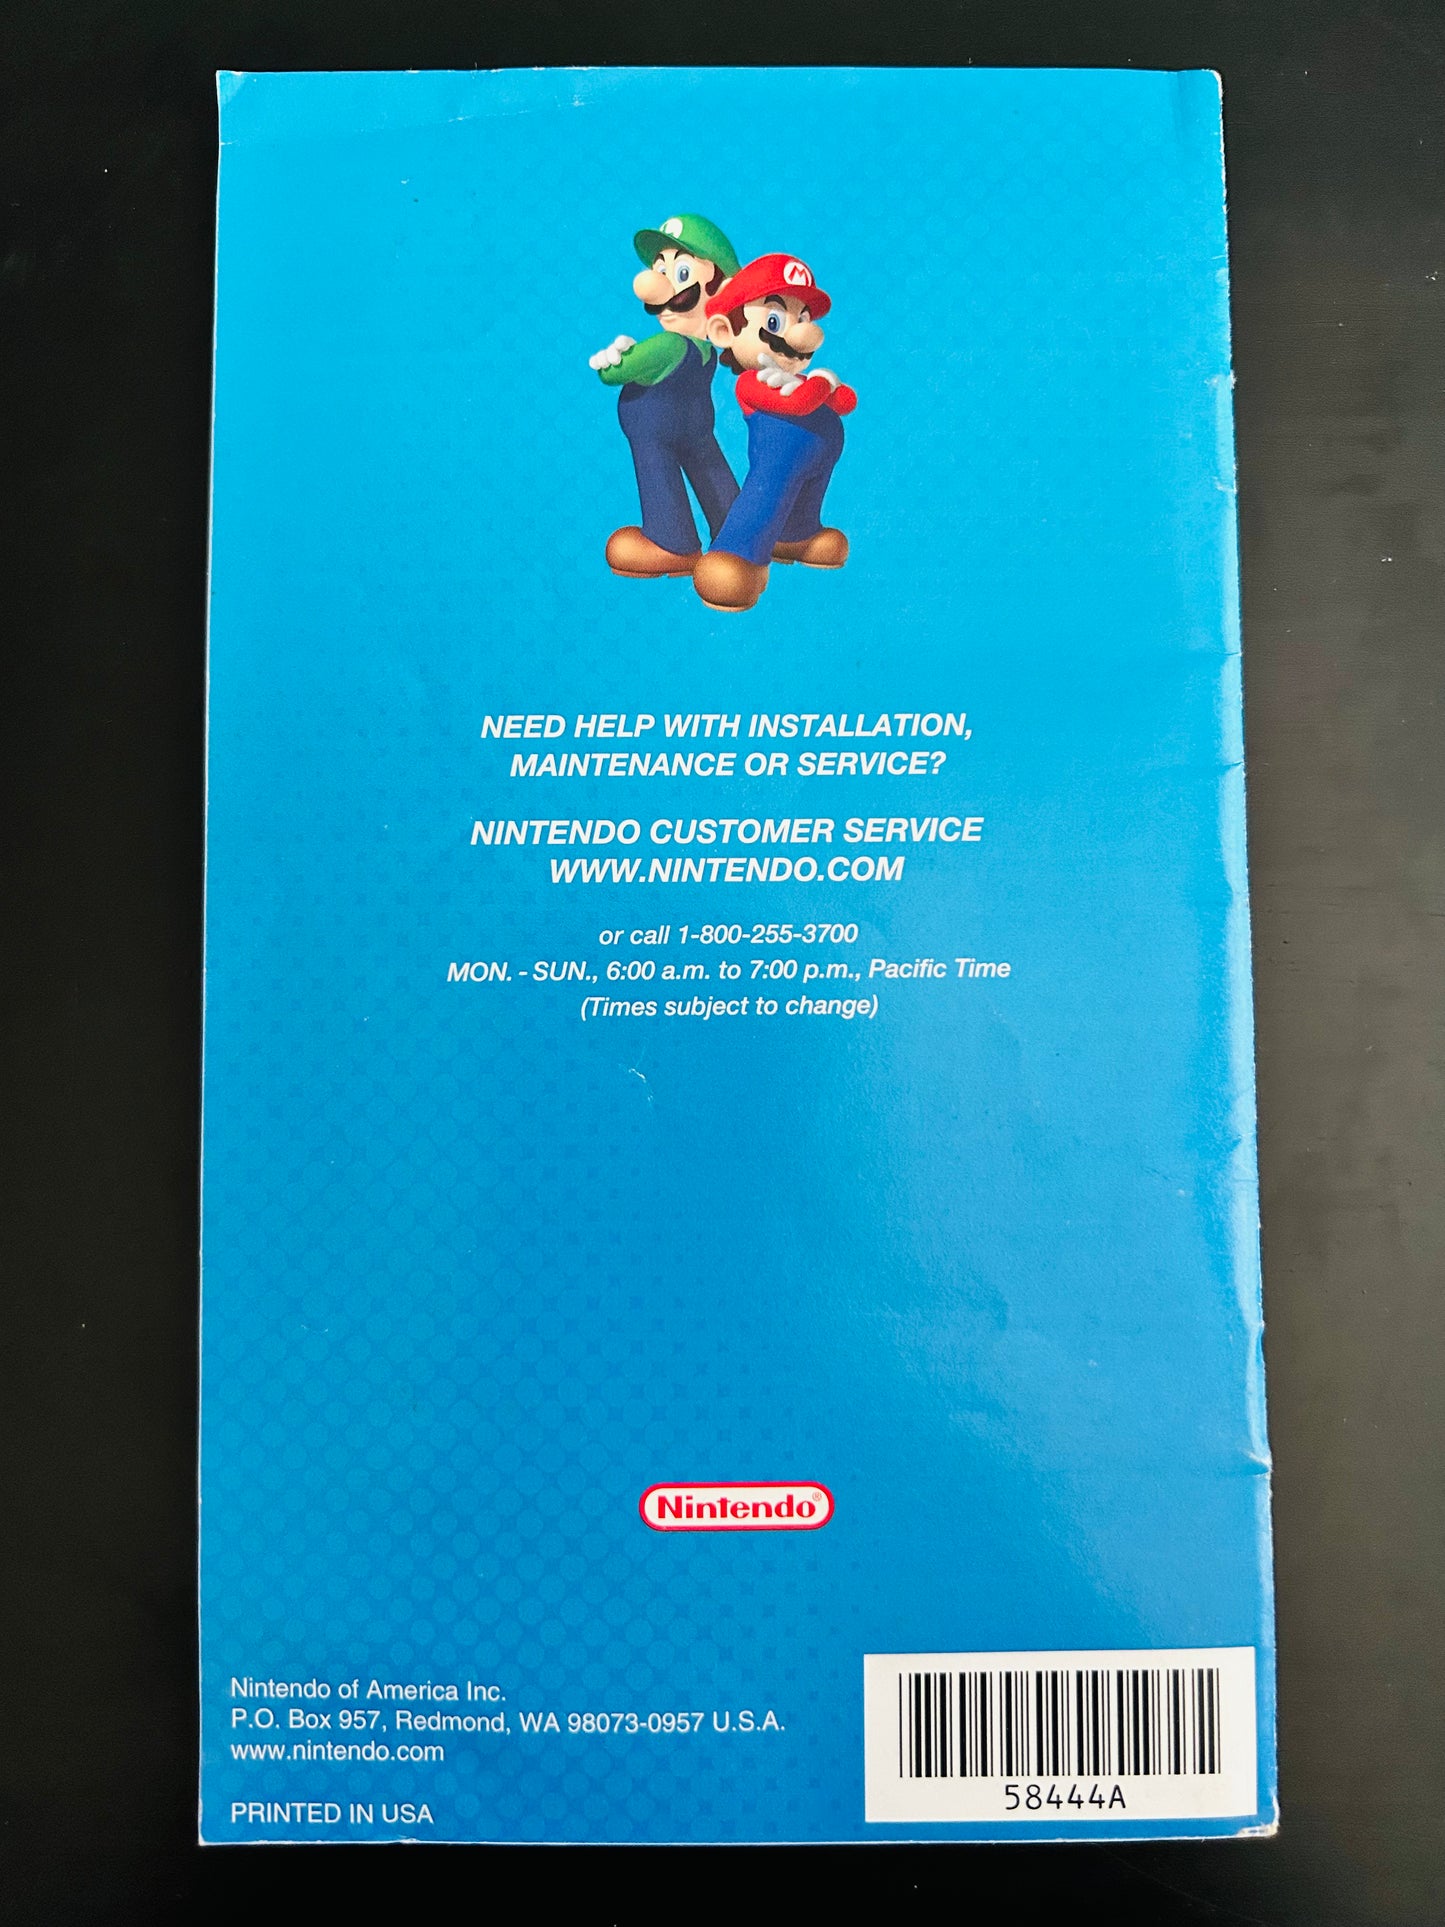 NEED HELP WITH INSTALLATION,
MAINTENANCE OR SERVICE?
NINTENDO CUSTOMER SERVICE
WWW.NINTENDO.COM
or call 1-800-255-3700
MON. - SUN., 6:00 a.m. to 7:00 p.m., Pacific Time
(Times subject to change)
Nintendo®
Nintendo of America Inc.
P.O. Box 957, Redmond, WA 98073-0957 U.S.A.
www.nintendo.com
PRINTED IN USA
58444A